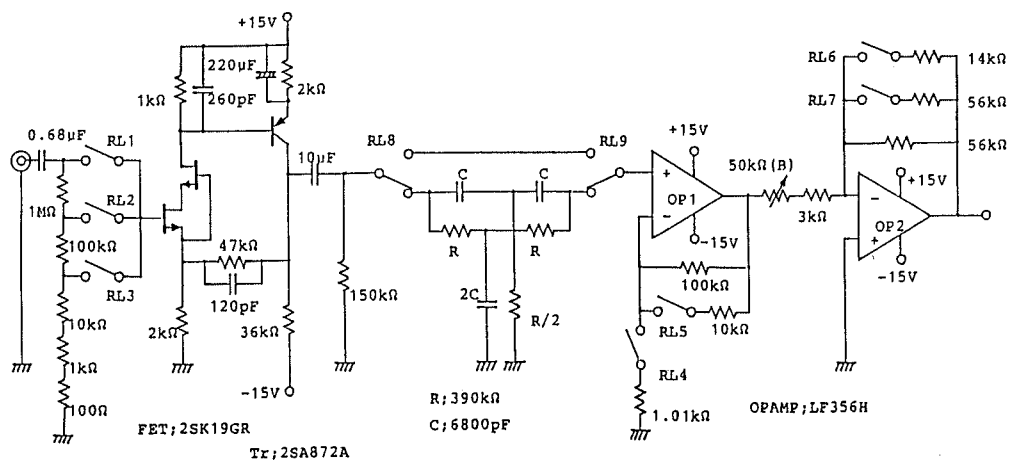 +15V
220μF
2kΩ
1kΩ
260pF
0.68μF
RL1
RL2
RL3
1MΩ
100kΩ
10kΩ
1kΩ
100Ω
47kΩ
120pF
2kΩ
36kΩ
-15V
10μF
150kΩ
RL8
RL9
C
C
R
R
2C
R/2
+15V
+
OP1
-
-15V
100kΩ
RL5
10kΩ
RL4
1.01kΩ
50kΩ(B)
3kΩ
RL6
14kΩ
RL7
56kΩ
56kΩ
+15V
-
OP2
+
-15V
R;390kΩ
C;6800pF
OPAMP;LF356H
FET;2SK19GR
Tr;2SA872A